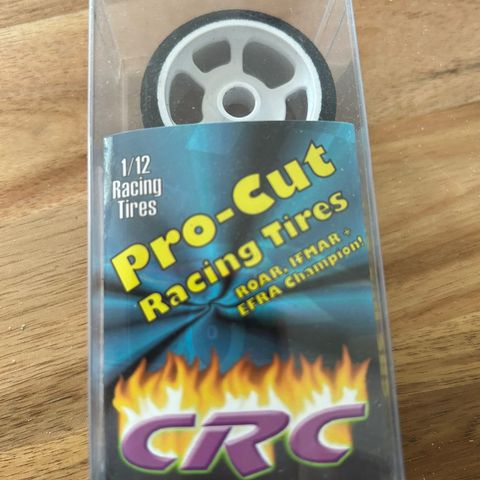 1/12
Racing
Tires
Pro-Cut
Racing Tires
ROAR, IFMAR +
EFRA Champion!
CRC